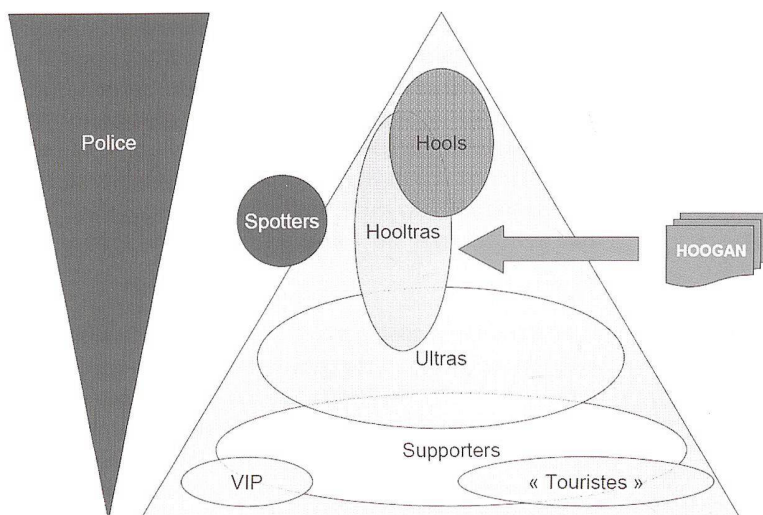 Police
Hools
Spotters
Hooltras
HOOGAN
Ultras
Supporters
VIP
« Touristes »